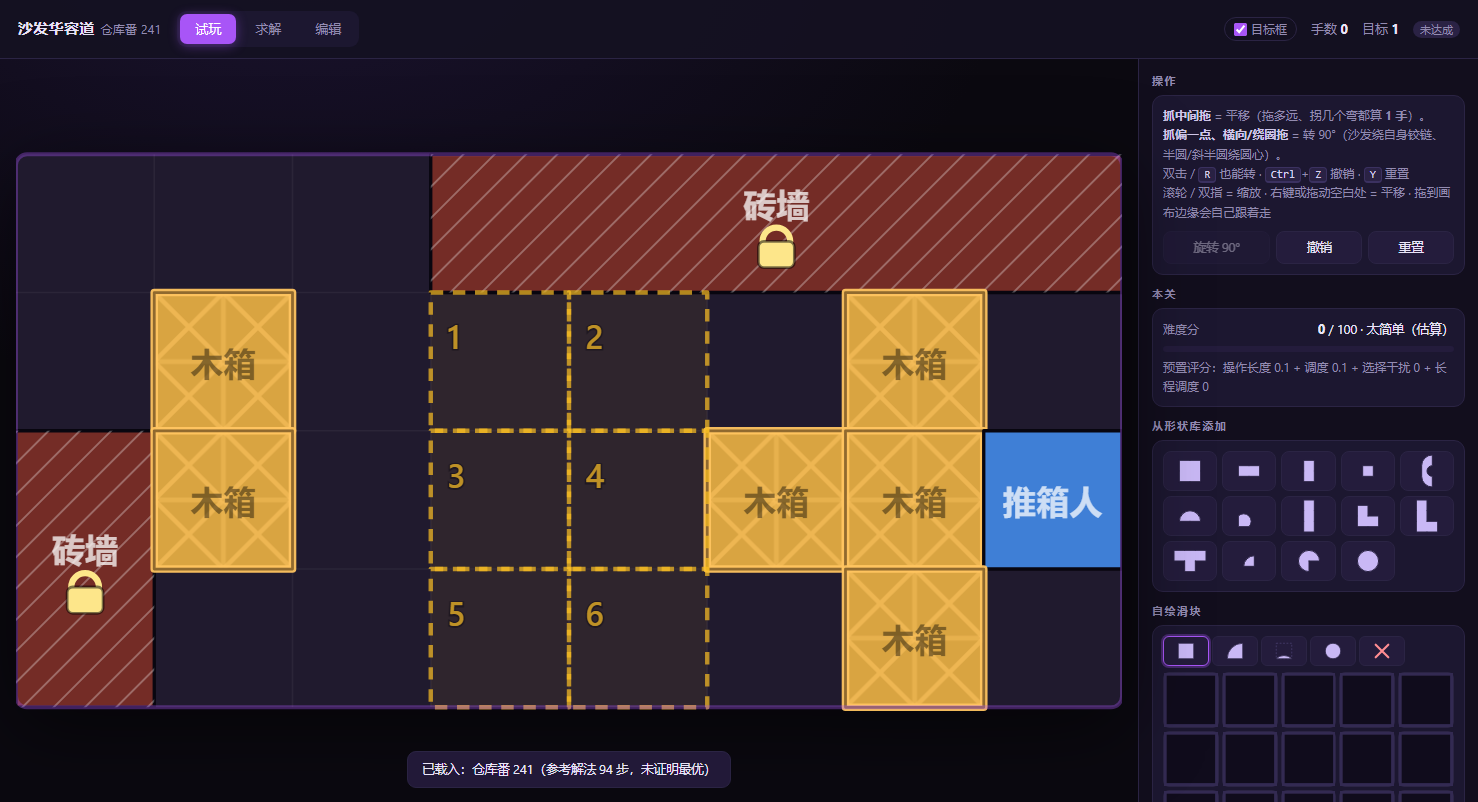 沙发华容道 仓库番 241 试玩 求解 编辑 目标框 手数 0 目标 1 未达成
操作
抓中间拖 = 平移（拖多远、拐几个弯都算 1 手）。
抓偏一点、横向/绕圈拖 = 转 90°（沙发绕自身铰链、
半圆/斜半圆绕圆心）。
双击 / R 也能转 · Ctrl + Z 撤销 · Y 重置
滚轮 / 双指 = 缩放 · 右键或拖动空白处 = 平移 · 拖到画
布边缘会自己跟着走
旋转 90° 撤销 重置
本关
难度分 0 / 100 · 太简单（估算）
预置评分：操作长度 0.1 + 调度 0.1 + 选择干扰 0 + 长
程调度 0
从形状库添加
自绘滑块
砖墙
木箱 1 2 木箱
木箱 3 4 木箱 木箱 推箱人
砖墙
5 6 木箱
已载入：仓库番 241（参考解法 94 步，未证明最优）